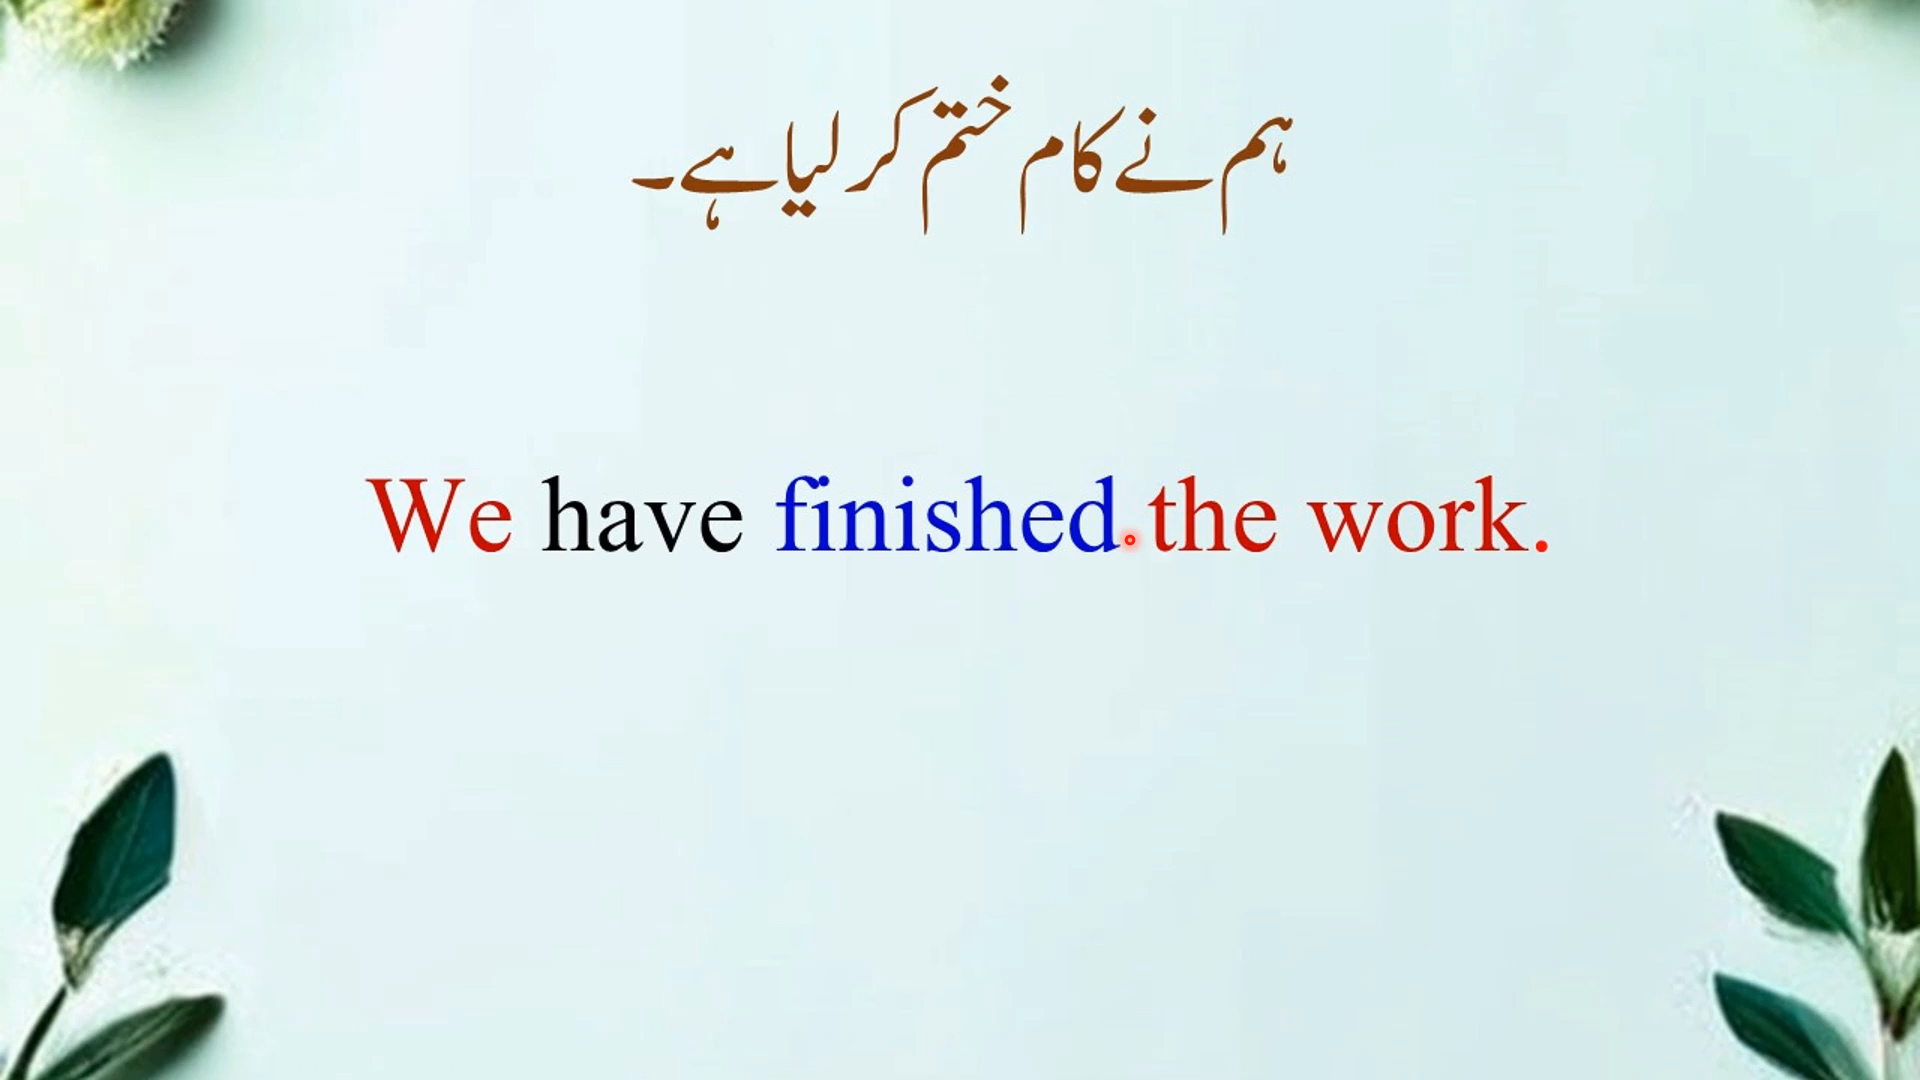 ہم نے کام ختم کر لیا ہے۔
We have finished the work.